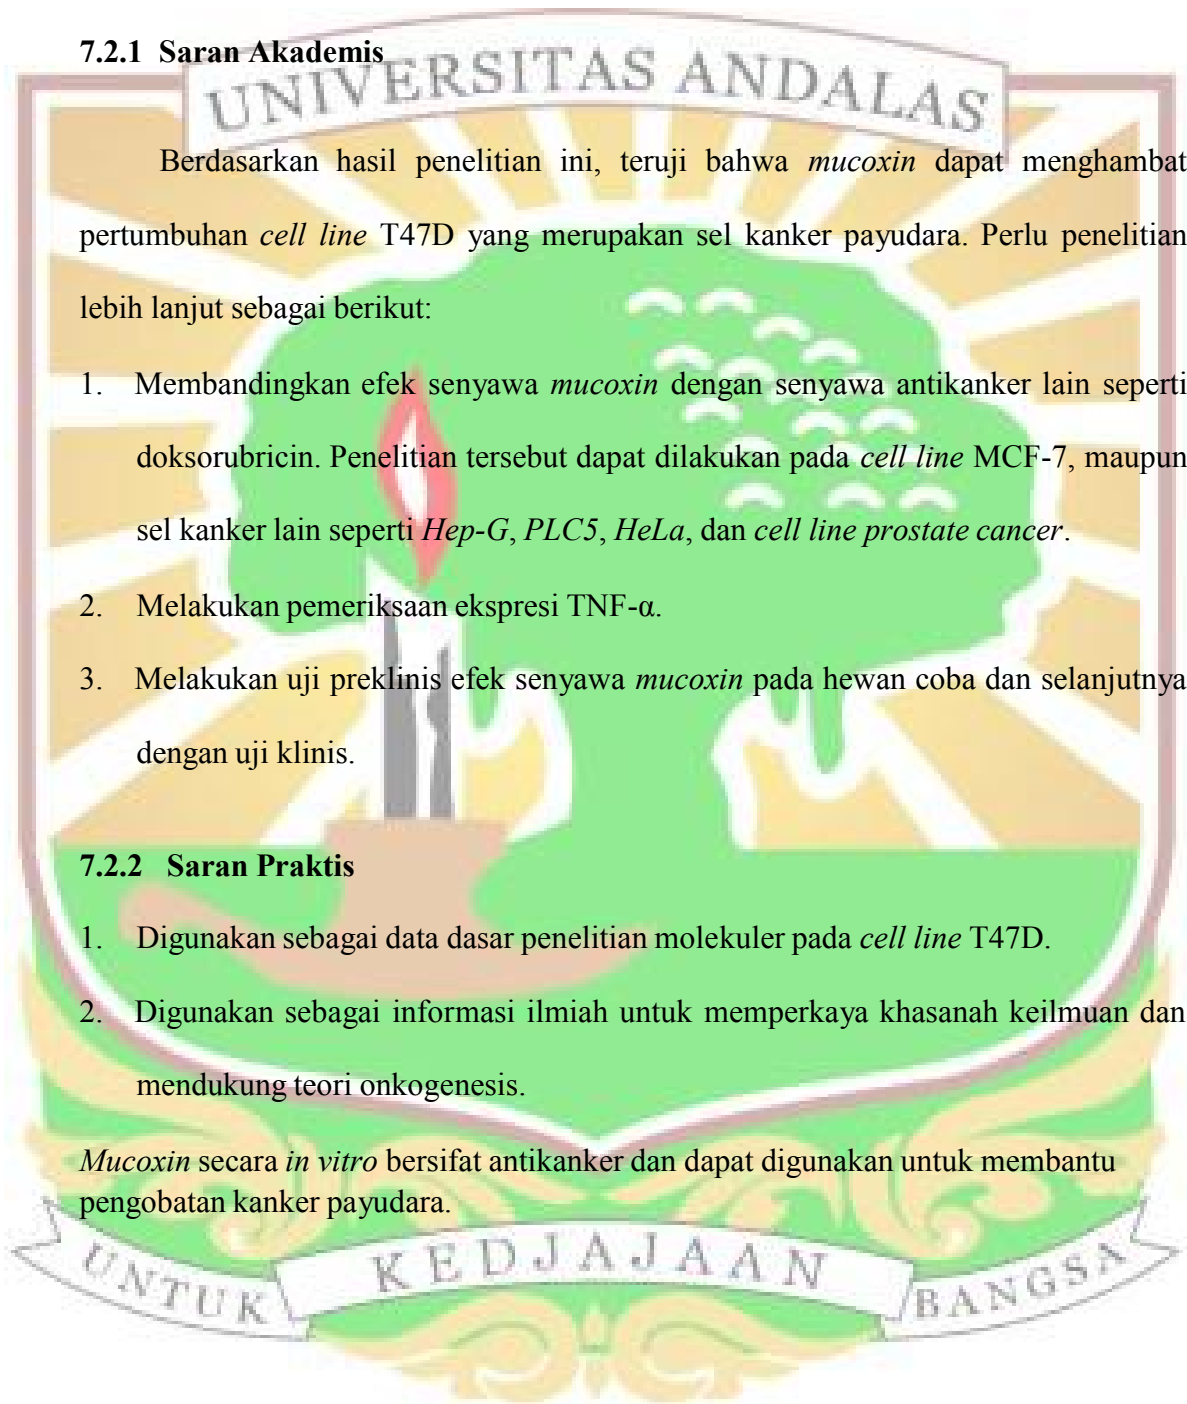 7.2.1 Saran Akademis
UNIVERSITAS ANDALAS
Berdasarkan hasil penelitian ini, teruji bahwa mucoxin dapat menghambat
pertumbuhan cell line T47D yang merupakan sel kanker payudara. Perlu penelitian
lebih lanjut sebagai berikut:
1. Membandingkan efek senyawa mucoxin dengan senyawa antikanker lain seperti
doksorubricin. Penelitian tersebut dapat dilakukan pada cell line MCF-7, maupun
sel kanker lain seperti Hep-G, PLC5, HeLa, dan cell line prostate cancer.
2. Melakukan pemeriksaan ekspresi TNF-α.
3. Melakukan uji preklinis efek senyawa mucoxin pada hewan coba dan selanjutnya
dengan uji klinis.
7.2.2 Saran Praktis
1. Digunakan sebagai data dasar penelitian molekuler pada cell line T47D.
2. Digunakan sebagai informasi ilmiah untuk memperkaya khasanah keilmuan dan
mendukung teori onkogenesis.
Mucoxin secara in vitro bersifat antikanker dan dapat digunakan untuk membantu
pengobatan kanker payudara.
UNTUK KEDJAJAAN BANGSA